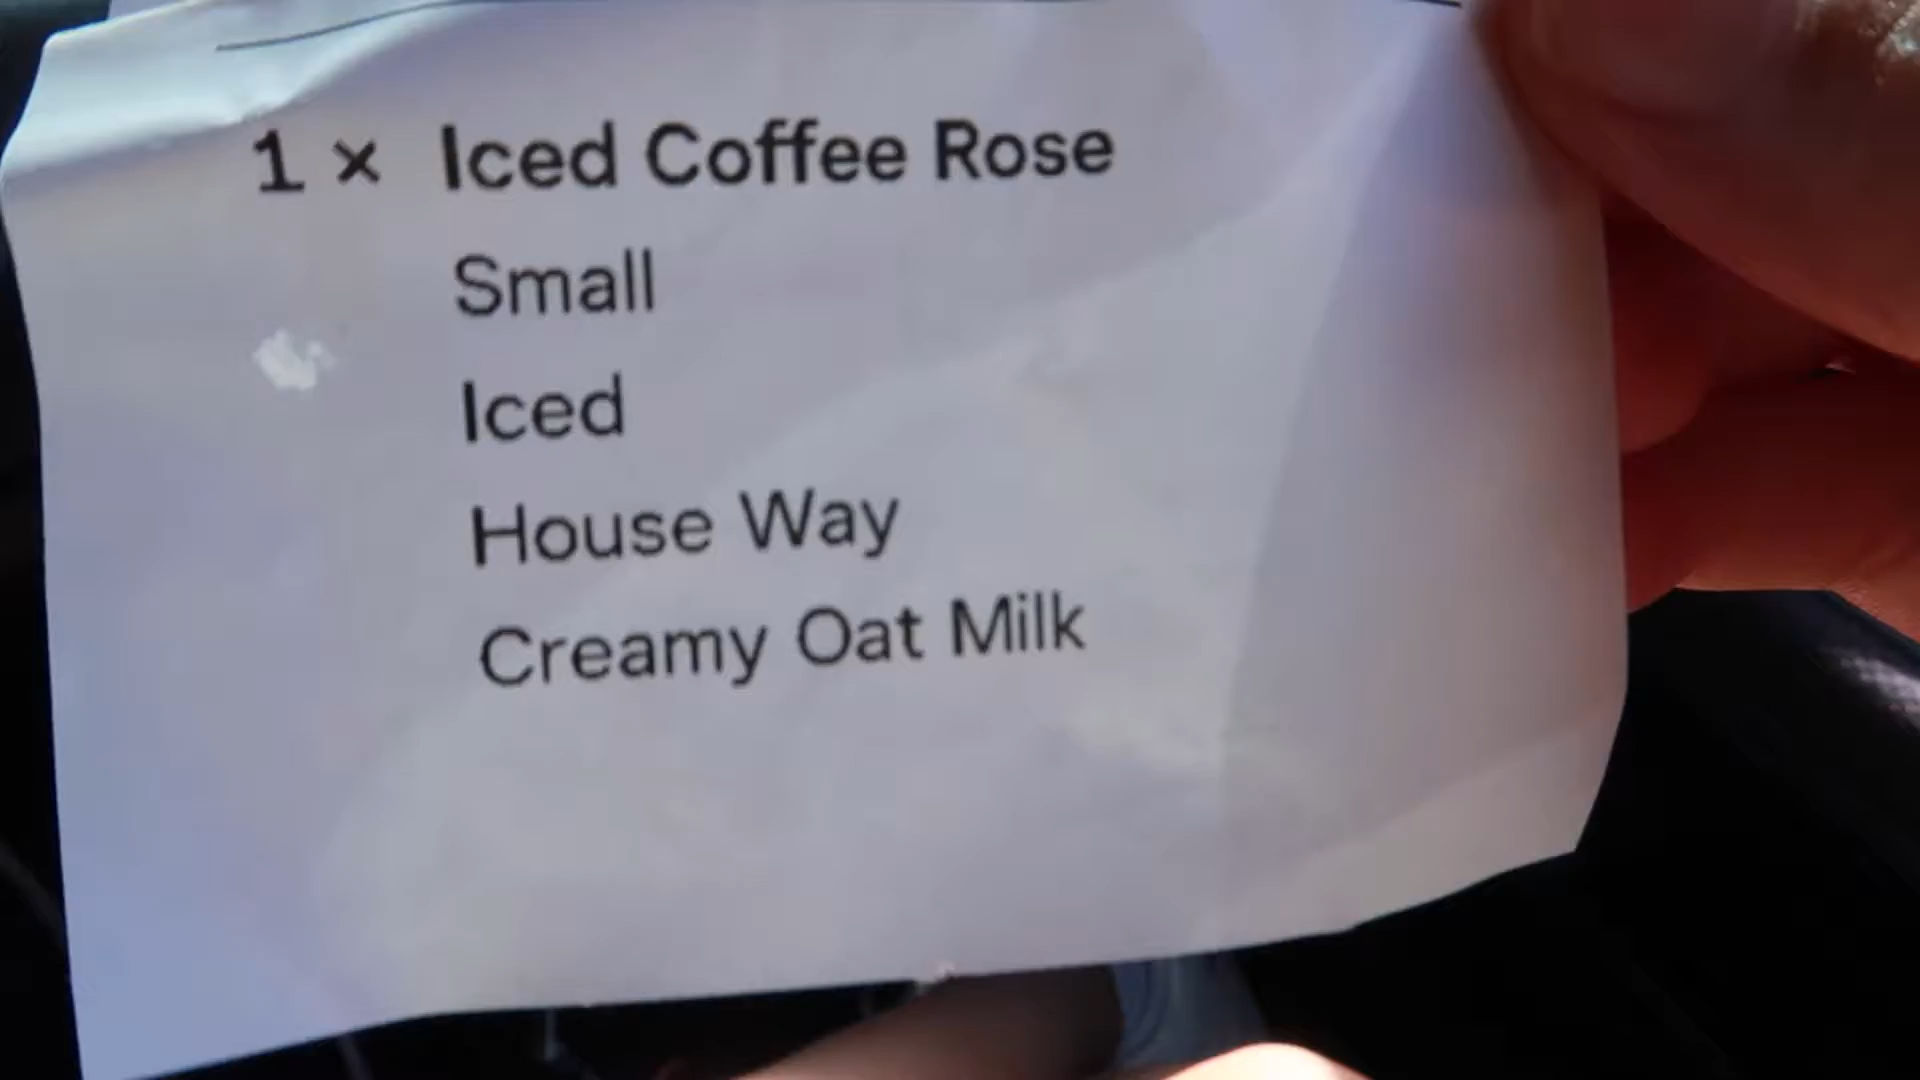 1 × Iced Coffee Rose
Small
Iced
House Way
Creamy Oat Milk